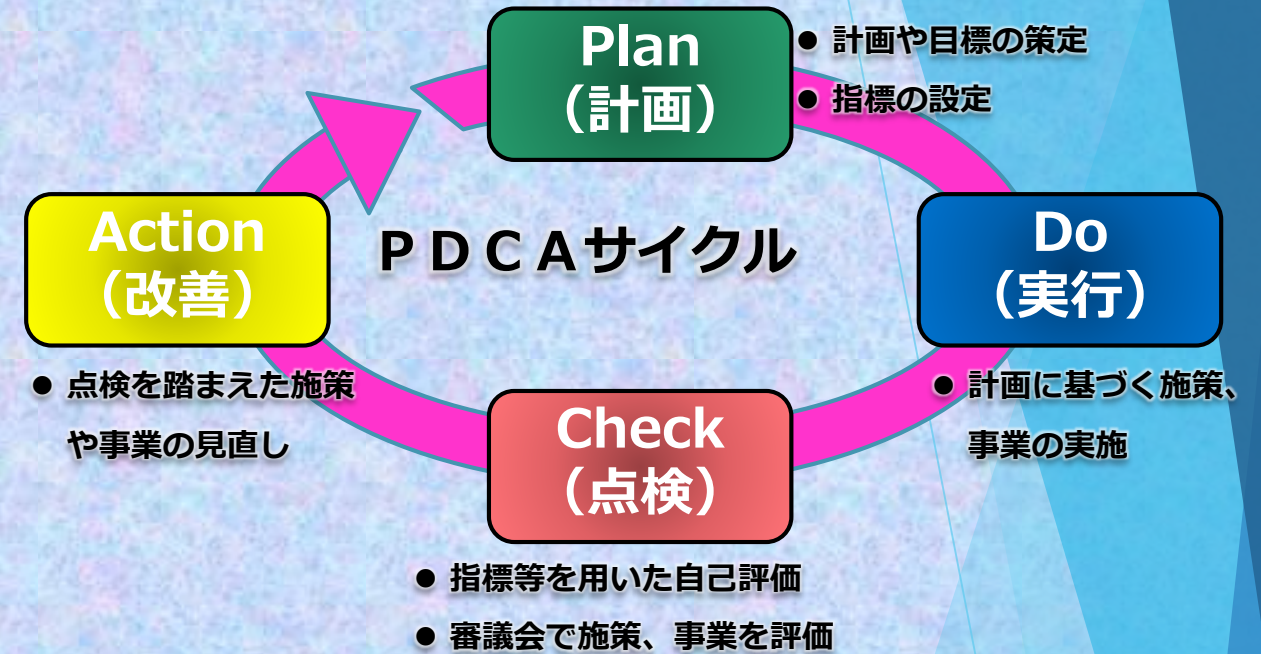 Plan
（計画）
● 計画や目標の策定
● 指標の設定
Action
（改善）
ＰＤＣＡサイクル
Do
（実行）
● 点検を踏まえた施策
や事業の見直し
● 計画に基づく施策、
事業の実施
Check
（点検）
● 指標等を用いた自己評価
● 審議会で施策、事業を評価